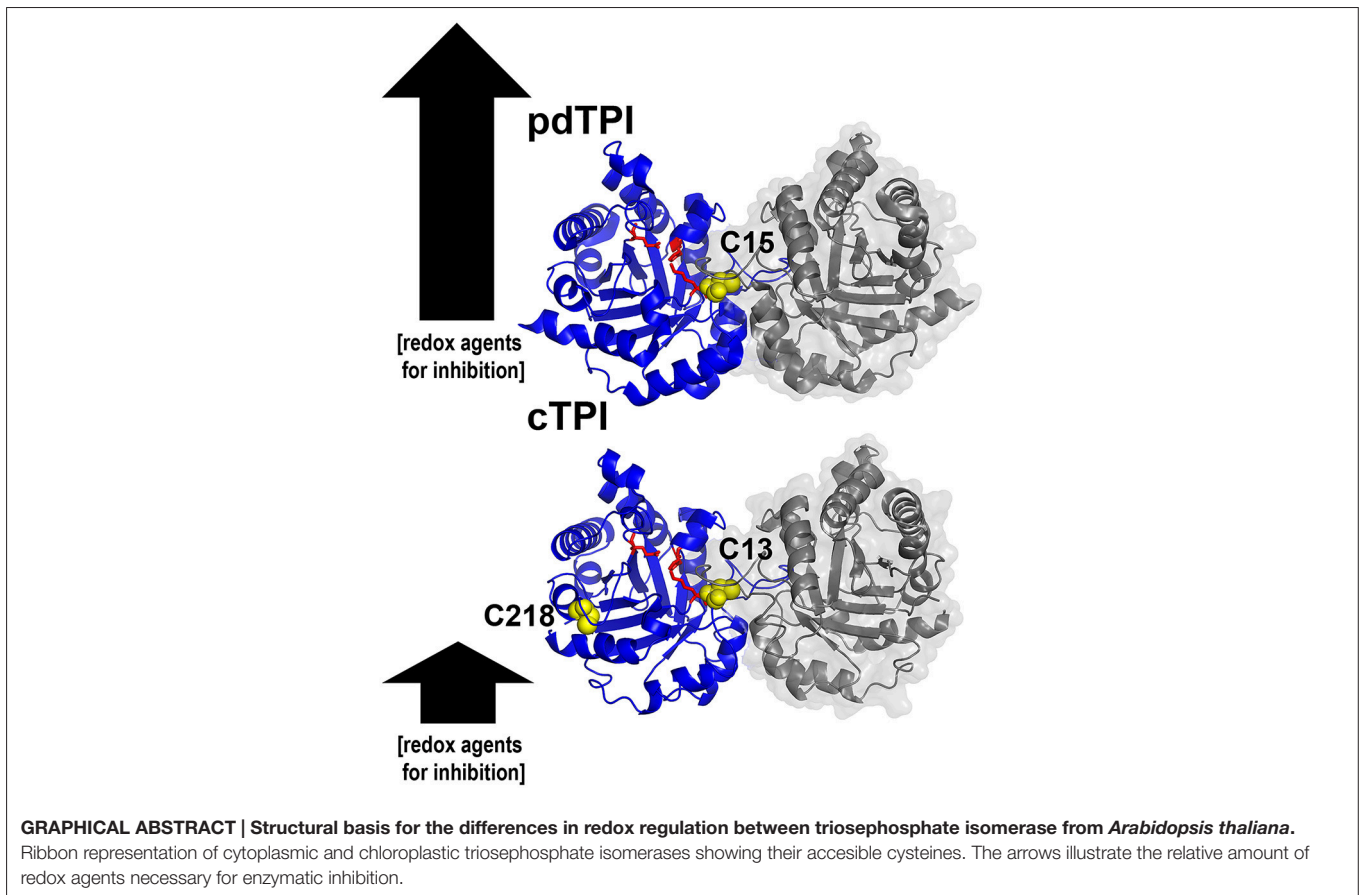 pdTPI
C15
[redox agents
for inhibition]
cTPI
C13
C218
[redox agents
for inhibition]
GRAPHICAL ABSTRACT | Structural basis for the differences in redox regulation between triosephosphate isomerase from Arabidopsis thaliana.
Ribbon representation of cytoplasmic and chloroplastic triosephosphate isomerases showing their accesible cysteines. The arrows illustrate the relative amount of
redox agents necessary for enzymatic inhibition.